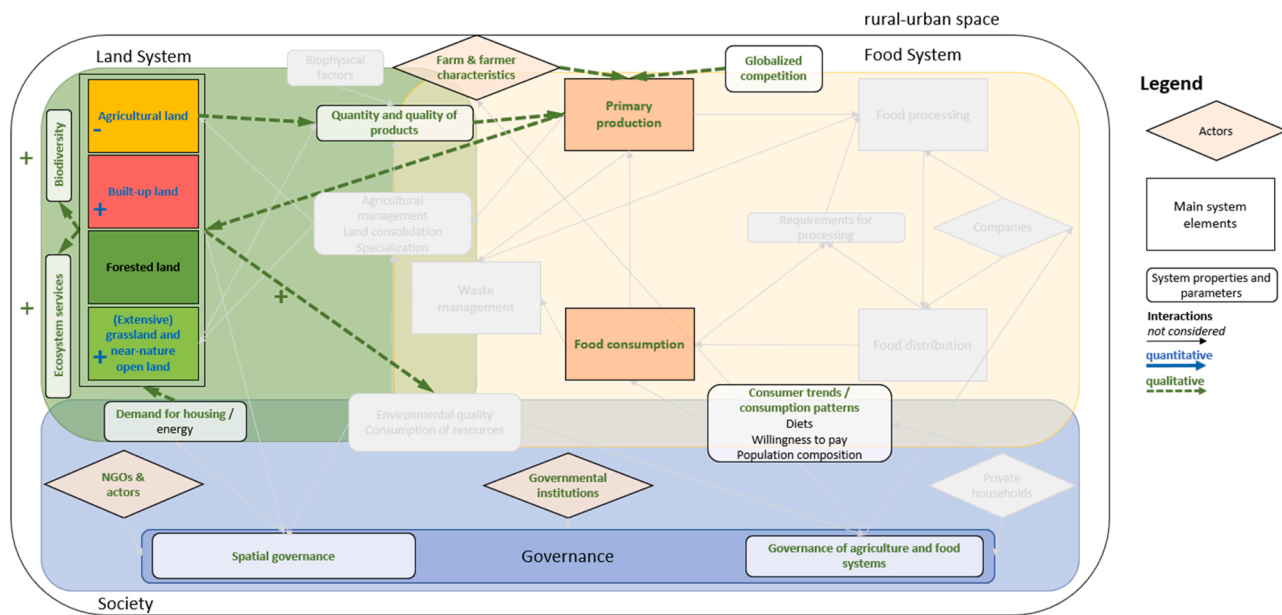 rural-urban space
Land System
Food System
Biophysical
factors
Farm & farmer
characteristics
Globalized
competition
Legend
Agricultural land
-
Quantity and quality of
products
Primary
production
Food processing
Actors
+
Biodiversity
Built-up land
+
Agricultural
management
Land consolidation
Specialization
Requirements for
processing
Companies
Main system
elements
Forested land
Waste
management
+
System properties and
parameters
+
Ecosystem services
(Extensive)
grassland and
near-nature
open land
+
Food consumption
Food distribution
Interactions
not considered
quantitative
qualitative
Demand for housing /
energy
Environmental quality
Consumption of resources
Consumer trends /
consumption patterns
Diets
Willingness to pay
Population composition
NGOs &
actors
Governmental
institutions
Private
households
Spatial governance
Governance
Governance of agriculture and food
systems
Society